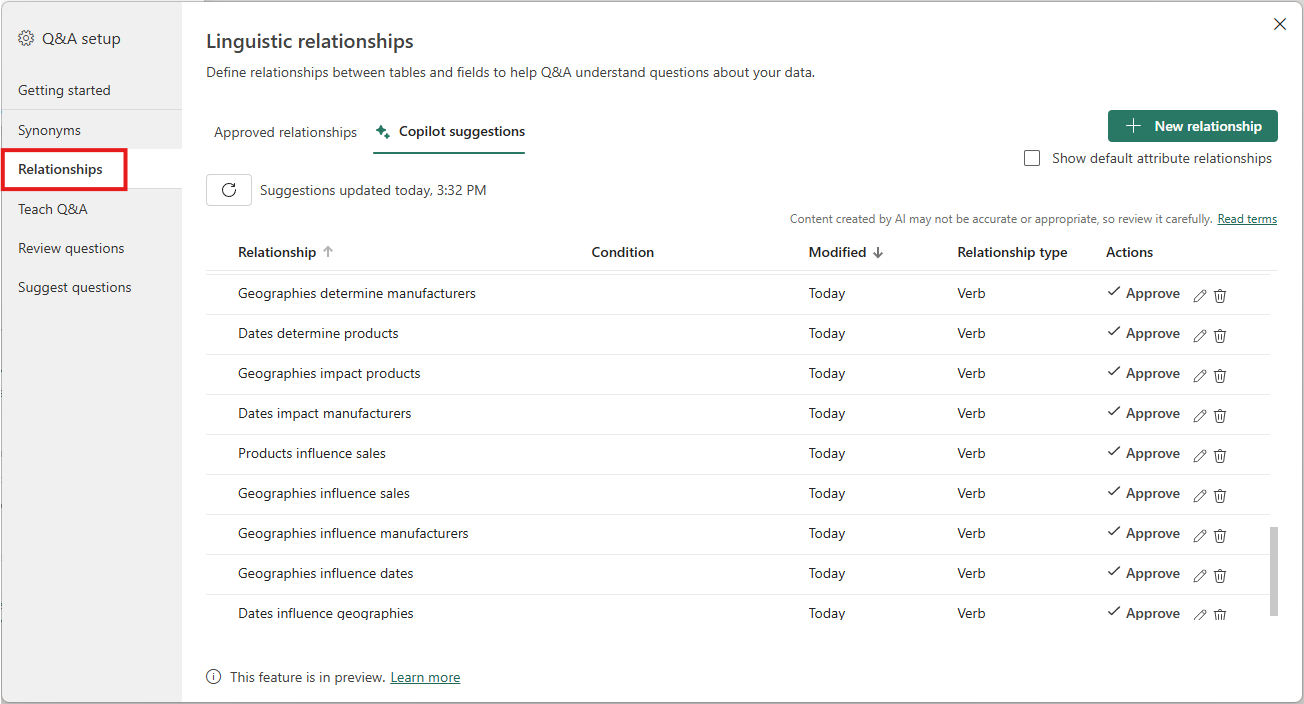 Q&A setup
Getting started
Synonyms
Relationships
Teach Q&A
Review questions
Suggest questions
Linguistic relationships
Define relationships between tables and fields to help Q&A understand questions about your data.
Approved relationships Copilot suggestions
New relationship
Show default attribute relationships
Suggestions updated today, 3:32 PM
Content created by AI may not be accurate or appropriate, so review it carefully. Read terms
Relationship Condition Modified Relationship type Actions
Geographies determine manufacturers Today Verb Approve
Dates determine products Today Verb Approve
Geographies impact products Today Verb Approve
Dates impact manufacturers Today Verb Approve
Products influence sales Today Verb Approve
Geographies influence sales Today Verb Approve
Geographies influence manufacturers Today Verb Approve
Geographies influence dates Today Verb Approve
Dates influence geographies Today Verb Approve
This feature is in preview. Learn more